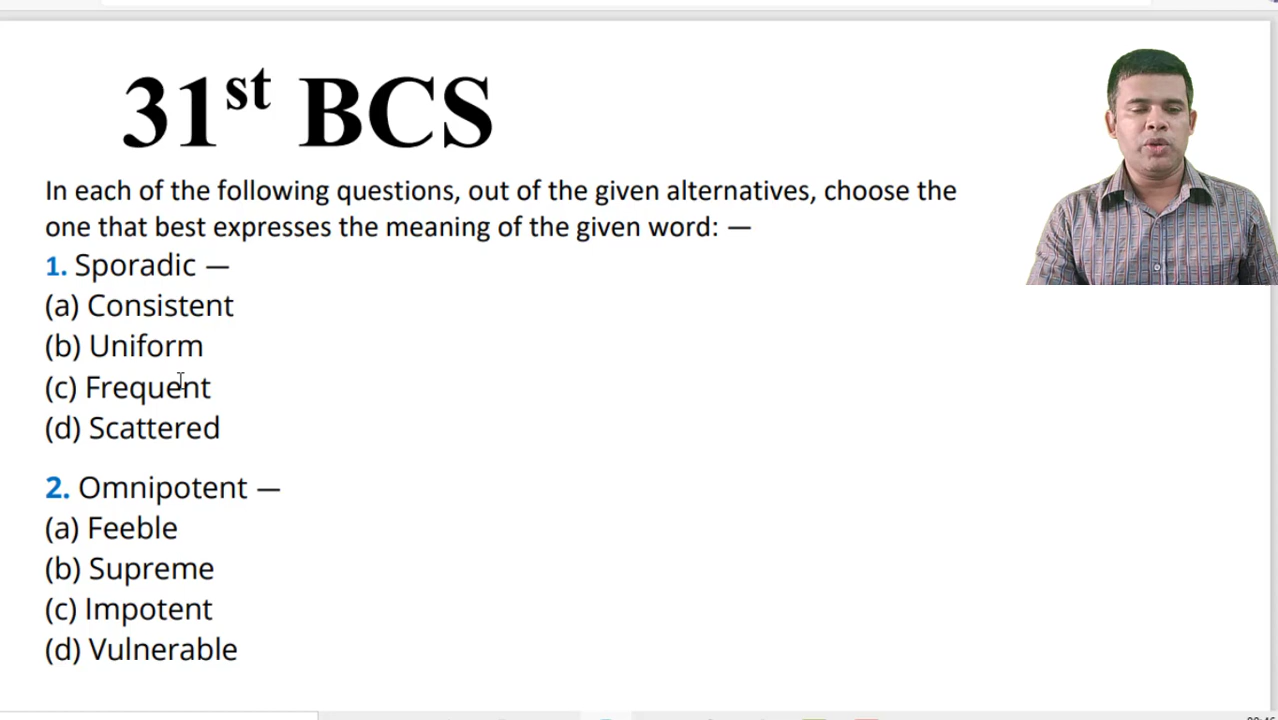 31st BCS
In each of the following questions, out of the given alternatives, choose the
one that best expresses the meaning of the given word: —
1. Sporadic —
(a) Consistent
(b) Uniform
(c) Frequent
(d) Scattered
2. Omnipotent —
(a) Feeble
(b) Supreme
(c) Impotent
(d) Vulnerable